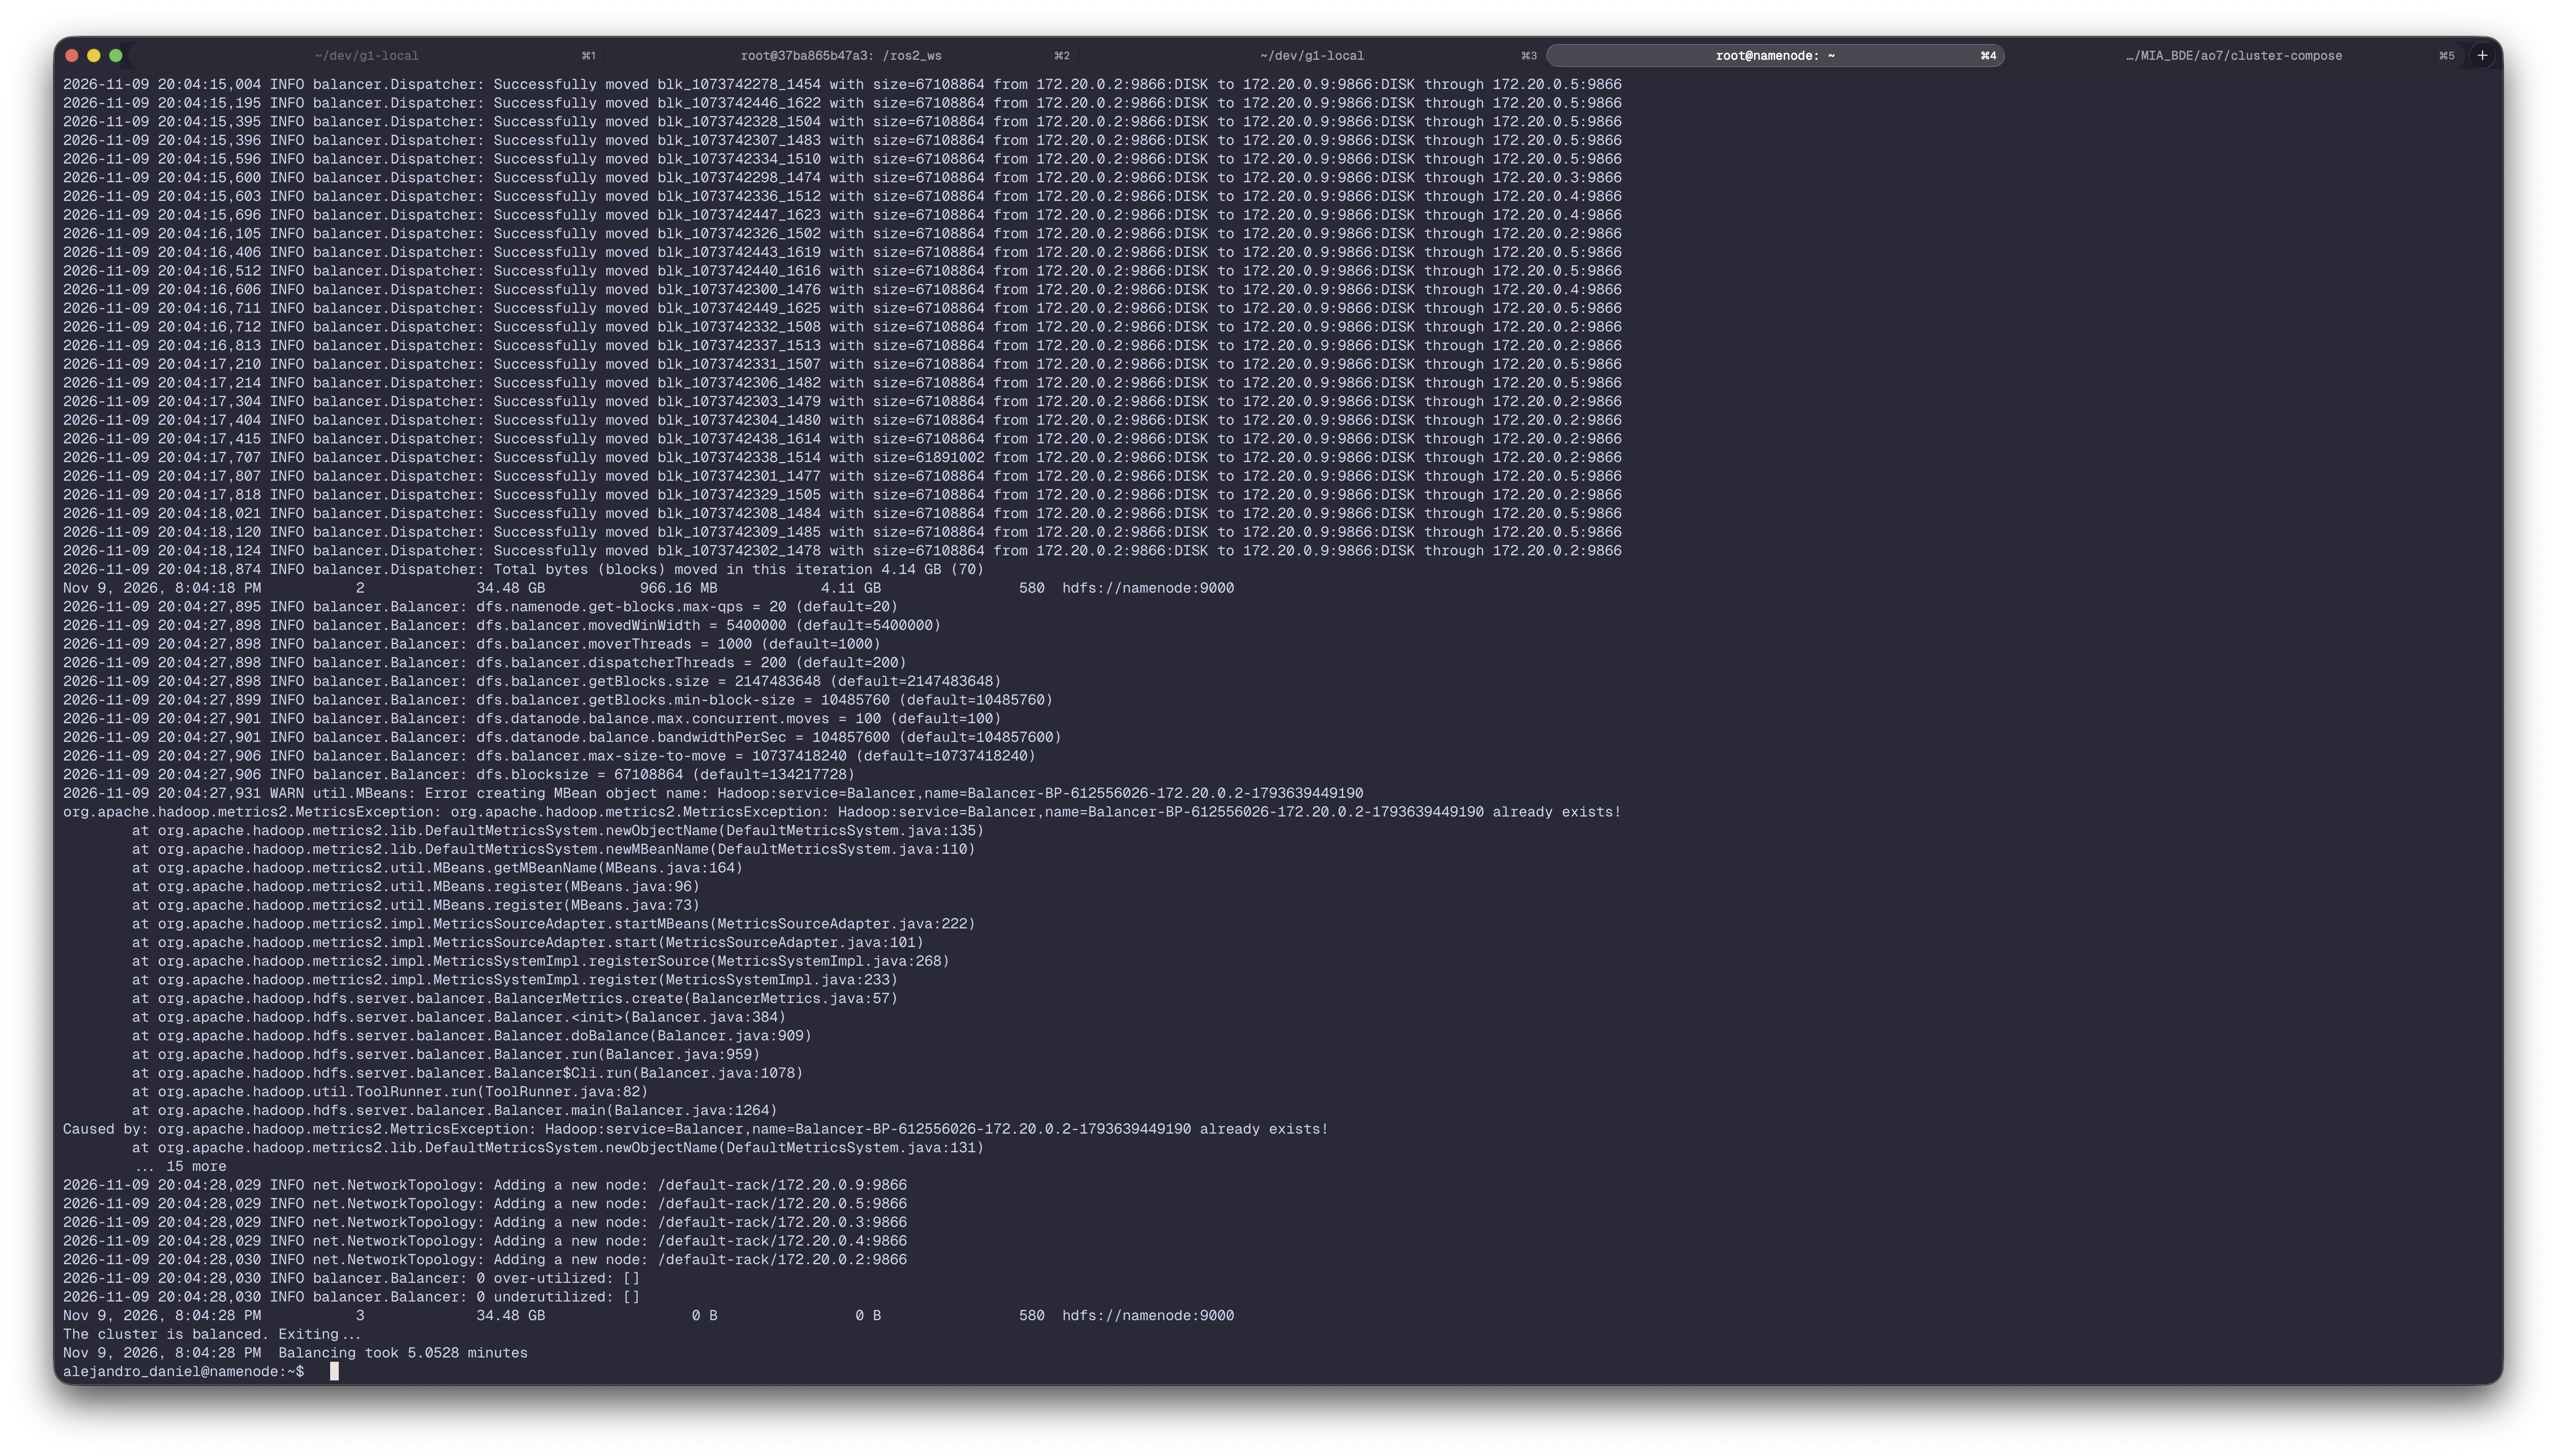 ~/dev/g1-local ⌘1 root@37ba865b47a3: /ros2_ws ⌘2 ~/dev/g1-local ⌘3 root@namenode: ~ ⌘4 …/MIA_BDE/ao7/cluster-compose ⌘5 +
2026-11-09 20:04:15,004 INFO balancer.Dispatcher: Successfully moved blk_1073742278_1454 with size=67108864 from 172.20.0.2:9866:DISK to 172.20.0.9:9866:DISK through 172.20.0.5:9866
2026-11-09 20:04:15,195 INFO balancer.Dispatcher: Successfully moved blk_1073742446_1622 with size=67108864 from 172.20.0.2:9866:DISK to 172.20.0.9:9866:DISK through 172.20.0.5:9866
2026-11-09 20:04:15,395 INFO balancer.Dispatcher: Successfully moved blk_1073742328_1504 with size=67108864 from 172.20.0.2:9866:DISK to 172.20.0.9:9866:DISK through 172.20.0.5:9866
2026-11-09 20:04:15,396 INFO balancer.Dispatcher: Successfully moved blk_1073742307_1483 with size=67108864 from 172.20.0.2:9866:DISK to 172.20.0.9:9866:DISK through 172.20.0.5:9866
2026-11-09 20:04:15,596 INFO balancer.Dispatcher: Successfully moved blk_1073742334_1510 with size=67108864 from 172.20.0.2:9866:DISK to 172.20.0.9:9866:DISK through 172.20.0.5:9866
2026-11-09 20:04:15,600 INFO balancer.Dispatcher: Successfully moved blk_1073742298_1474 with size=67108864 from 172.20.0.2:9866:DISK to 172.20.0.9:9866:DISK through 172.20.0.3:9866
2026-11-09 20:04:15,603 INFO balancer.Dispatcher: Successfully moved blk_1073742336_1512 with size=67108864 from 172.20.0.2:9866:DISK to 172.20.0.9:9866:DISK through 172.20.0.4:9866
2026-11-09 20:04:15,696 INFO balancer.Dispatcher: Successfully moved blk_1073742447_1623 with size=67108864 from 172.20.0.2:9866:DISK to 172.20.0.9:9866:DISK through 172.20.0.4:9866
2026-11-09 20:04:16,105 INFO balancer.Dispatcher: Successfully moved blk_1073742326_1502 with size=67108864 from 172.20.0.2:9866:DISK to 172.20.0.9:9866:DISK through 172.20.0.2:9866
2026-11-09 20:04:16,406 INFO balancer.Dispatcher: Successfully moved blk_1073742443_1619 with size=67108864 from 172.20.0.2:9866:DISK to 172.20.0.9:9866:DISK through 172.20.0.5:9866
2026-11-09 20:04:16,512 INFO balancer.Dispatcher: Successfully moved blk_1073742440_1616 with size=67108864 from 172.20.0.2:9866:DISK to 172.20.0.9:9866:DISK through 172.20.0.5:9866
2026-11-09 20:04:16,606 INFO balancer.Dispatcher: Successfully moved blk_1073742300_1476 with size=67108864 from 172.20.0.2:9866:DISK to 172.20.0.9:9866:DISK through 172.20.0.4:9866
2026-11-09 20:04:16,711 INFO balancer.Dispatcher: Successfully moved blk_1073742449_1625 with size=67108864 from 172.20.0.2:9866:DISK to 172.20.0.9:9866:DISK through 172.20.0.5:9866
2026-11-09 20:04:16,712 INFO balancer.Dispatcher: Successfully moved blk_1073742332_1508 with size=67108864 from 172.20.0.2:9866:DISK to 172.20.0.9:9866:DISK through 172.20.0.2:9866
2026-11-09 20:04:16,813 INFO balancer.Dispatcher: Successfully moved blk_1073742337_1513 with size=67108864 from 172.20.0.2:9866:DISK to 172.20.0.9:9866:DISK through 172.20.0.2:9866
2026-11-09 20:04:17,210 INFO balancer.Dispatcher: Successfully moved blk_1073742331_1507 with size=67108864 from 172.20.0.2:9866:DISK to 172.20.0.9:9866:DISK through 172.20.0.5:9866
2026-11-09 20:04:17,214 INFO balancer.Dispatcher: Successfully moved blk_1073742306_1482 with size=67108864 from 172.20.0.2:9866:DISK to 172.20.0.9:9866:DISK through 172.20.0.5:9866
2026-11-09 20:04:17,304 INFO balancer.Dispatcher: Successfully moved blk_1073742303_1479 with size=67108864 from 172.20.0.2:9866:DISK to 172.20.0.9:9866:DISK through 172.20.0.2:9866
2026-11-09 20:04:17,404 INFO balancer.Dispatcher: Successfully moved blk_1073742304_1480 with size=67108864 from 172.20.0.2:9866:DISK to 172.20.0.9:9866:DISK through 172.20.0.2:9866
2026-11-09 20:04:17,415 INFO balancer.Dispatcher: Successfully moved blk_1073742438_1614 with size=67108864 from 172.20.0.2:9866:DISK to 172.20.0.9:9866:DISK through 172.20.0.2:9866
2026-11-09 20:04:17,707 INFO balancer.Dispatcher: Successfully moved blk_1073742338_1514 with size=61891002 from 172.20.0.2:9866:DISK to 172.20.0.9:9866:DISK through 172.20.0.2:9866
2026-11-09 20:04:17,807 INFO balancer.Dispatcher: Successfully moved blk_1073742301_1477 with size=67108864 from 172.20.0.2:9866:DISK to 172.20.0.9:9866:DISK through 172.20.0.5:9866
2026-11-09 20:04:17,818 INFO balancer.Dispatcher: Successfully moved blk_1073742329_1505 with size=67108864 from 172.20.0.2:9866:DISK to 172.20.0.9:9866:DISK through 172.20.0.2:9866
2026-11-09 20:04:18,021 INFO balancer.Dispatcher: Successfully moved blk_1073742308_1484 with size=67108864 from 172.20.0.2:9866:DISK to 172.20.0.9:9866:DISK through 172.20.0.5:9866
2026-11-09 20:04:18,120 INFO balancer.Dispatcher: Successfully moved blk_1073742309_1485 with size=67108864 from 172.20.0.2:9866:DISK to 172.20.0.9:9866:DISK through 172.20.0.5:9866
2026-11-09 20:04:18,124 INFO balancer.Dispatcher: Successfully moved blk_1073742302_1478 with size=67108864 from 172.20.0.2:9866:DISK to 172.20.0.9:9866:DISK through 172.20.0.2:9866
2026-11-09 20:04:18,874 INFO balancer.Dispatcher: Total bytes (blocks) moved in this iteration 4.14 GB (70)
Nov 9, 2026, 8:04:18 PM 2 34.48 GB 966.16 MB 4.11 GB 580 hdfs://namenode:9000
2026-11-09 20:04:27,895 INFO balancer.Balancer: dfs.namenode.get-blocks.max-qps = 20 (default=20)
2026-11-09 20:04:27,898 INFO balancer.Balancer: dfs.balancer.movedWinWidth = 5400000 (default=5400000)
2026-11-09 20:04:27,898 INFO balancer.Balancer: dfs.balancer.moverThreads = 1000 (default=1000)
2026-11-09 20:04:27,898 INFO balancer.Balancer: dfs.balancer.dispatcherThreads = 200 (default=200)
2026-11-09 20:04:27,898 INFO balancer.Balancer: dfs.balancer.getBlocks.size = 2147483648 (default=2147483648)
2026-11-09 20:04:27,899 INFO balancer.Balancer: dfs.balancer.getBlocks.min-block-size = 10485760 (default=10485760)
2026-11-09 20:04:27,901 INFO balancer.Balancer: dfs.datanode.balance.max.concurrent.moves = 100 (default=100)
2026-11-09 20:04:27,901 INFO balancer.Balancer: dfs.datanode.balance.bandwidthPerSec = 104857600 (default=104857600)
2026-11-09 20:04:27,906 INFO balancer.Balancer: dfs.balancer.max-size-to-move = 10737418240 (default=10737418240)
2026-11-09 20:04:27,906 INFO balancer.Balancer: dfs.blocksize = 67108864 (default=134217728)
2026-11-09 20:04:27,931 WARN util.MBeans: Error creating MBean object name: Hadoop:service=Balancer,name=Balancer-BP-612556026-172.20.0.2-1793639449190
org.apache.hadoop.metrics2.MetricsException: org.apache.hadoop.metrics2.MetricsException: Hadoop:service=Balancer,name=Balancer-BP-612556026-172.20.0.2-1793639449190 already exists!
at org.apache.hadoop.metrics2.lib.DefaultMetricsSystem.newObjectName(DefaultMetricsSystem.java:135)
at org.apache.hadoop.metrics2.lib.DefaultMetricsSystem.newMBeanName(DefaultMetricsSystem.java:110)
at org.apache.hadoop.metrics2.util.MBeans.getMBeanName(MBeans.java:164)
at org.apache.hadoop.metrics2.util.MBeans.register(MBeans.java:96)
at org.apache.hadoop.metrics2.util.MBeans.register(MBeans.java:73)
at org.apache.hadoop.metrics2.impl.MetricsSourceAdapter.startMBeans(MetricsSourceAdapter.java:222)
at org.apache.hadoop.metrics2.impl.MetricsSourceAdapter.start(MetricsSourceAdapter.java:101)
at org.apache.hadoop.metrics2.impl.MetricsSystemImpl.registerSource(MetricsSystemImpl.java:268)
at org.apache.hadoop.metrics2.impl.MetricsSystemImpl.register(MetricsSystemImpl.java:233)
at org.apache.hadoop.hdfs.server.balancer.BalancerMetrics.create(BalancerMetrics.java:57)
at org.apache.hadoop.hdfs.server.balancer.Balancer.<init>(Balancer.java:384)
at org.apache.hadoop.hdfs.server.balancer.Balancer.doBalance(Balancer.java:909)
at org.apache.hadoop.hdfs.server.balancer.Balancer.run(Balancer.java:959)
at org.apache.hadoop.hdfs.server.balancer.Balancer$Cli.run(Balancer.java:1078)
at org.apache.hadoop.util.ToolRunner.run(ToolRunner.java:82)
at org.apache.hadoop.hdfs.server.balancer.Balancer.main(Balancer.java:1264)
Caused by: org.apache.hadoop.metrics2.MetricsException: Hadoop:service=Balancer,name=Balancer-BP-612556026-172.20.0.2-1793639449190 already exists!
at org.apache.hadoop.metrics2.lib.DefaultMetricsSystem.newObjectName(DefaultMetricsSystem.java:131)
... 15 more
2026-11-09 20:04:28,029 INFO net.NetworkTopology: Adding a new node: /default-rack/172.20.0.9:9866
2026-11-09 20:04:28,029 INFO net.NetworkTopology: Adding a new node: /default-rack/172.20.0.5:9866
2026-11-09 20:04:28,029 INFO net.NetworkTopology: Adding a new node: /default-rack/172.20.0.3:9866
2026-11-09 20:04:28,029 INFO net.NetworkTopology: Adding a new node: /default-rack/172.20.0.4:9866
2026-11-09 20:04:28,030 INFO net.NetworkTopology: Adding a new node: /default-rack/172.20.0.2:9866
2026-11-09 20:04:28,030 INFO balancer.Balancer: 0 over-utilized: []
2026-11-09 20:04:28,030 INFO balancer.Balancer: 0 underutilized: []
Nov 9, 2026, 8:04:28 PM 3 34.48 GB 0 B 0 B 580 hdfs://namenode:9000
The cluster is balanced. Exiting...
Nov 9, 2026, 8:04:28 PM Balancing took 5.0528 minutes
alejandro_daniel@namenode:~$